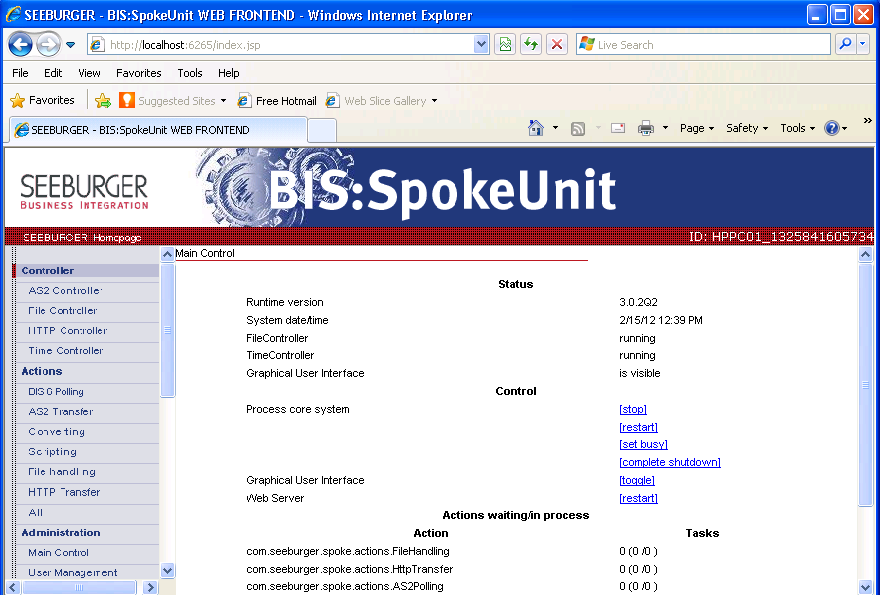 SEEBURGER - BIS:SpokeUnit WEB FRONTEND - Windows Internet Explorer
http://localhost:6265/index.jsp
Live Search
File Edit View Favorites Tools Help
Favorites Suggested Sites Free Hotmail Web Slice Gallery
SEEBURGER - BIS:SpokeUnit WEB FRONTEND
Page Safety Tools »
SEEBURGER
BUSINESS INTEGRATION
BIS:SpokeUnit
SEEBURGER Homepage
ID: HPPC01_1325841605734
Controller
AS2 Controller
File Controller
HTTP Controller
Time Controller
Actions
BIS6 Polling
AS2 Transfer
Converting
Scripting
File handling
HTTP Transfer
All
Administration
Main Control
User Management
Main Control
Status
Runtime version 3.0.2Q2
System date/time 2/15/12 12:39 PM
FileController running
TimeController running
Graphical User Interface is visible
Control
Process core system [stop]
[restart]
[set busy]
[complete shutdown]
Graphical User Interface [toggle]
Web Server [restart]
Actions waiting/in process
Action Tasks
com.seeburger.spoke.actions.FileHandling 0 (0 /0 )
com.seeburger.spoke.actions.HttpTransfer 0 (0 /0 )
com.seeburger.spoke.actions.AS2Polling 0 (0 /0 )